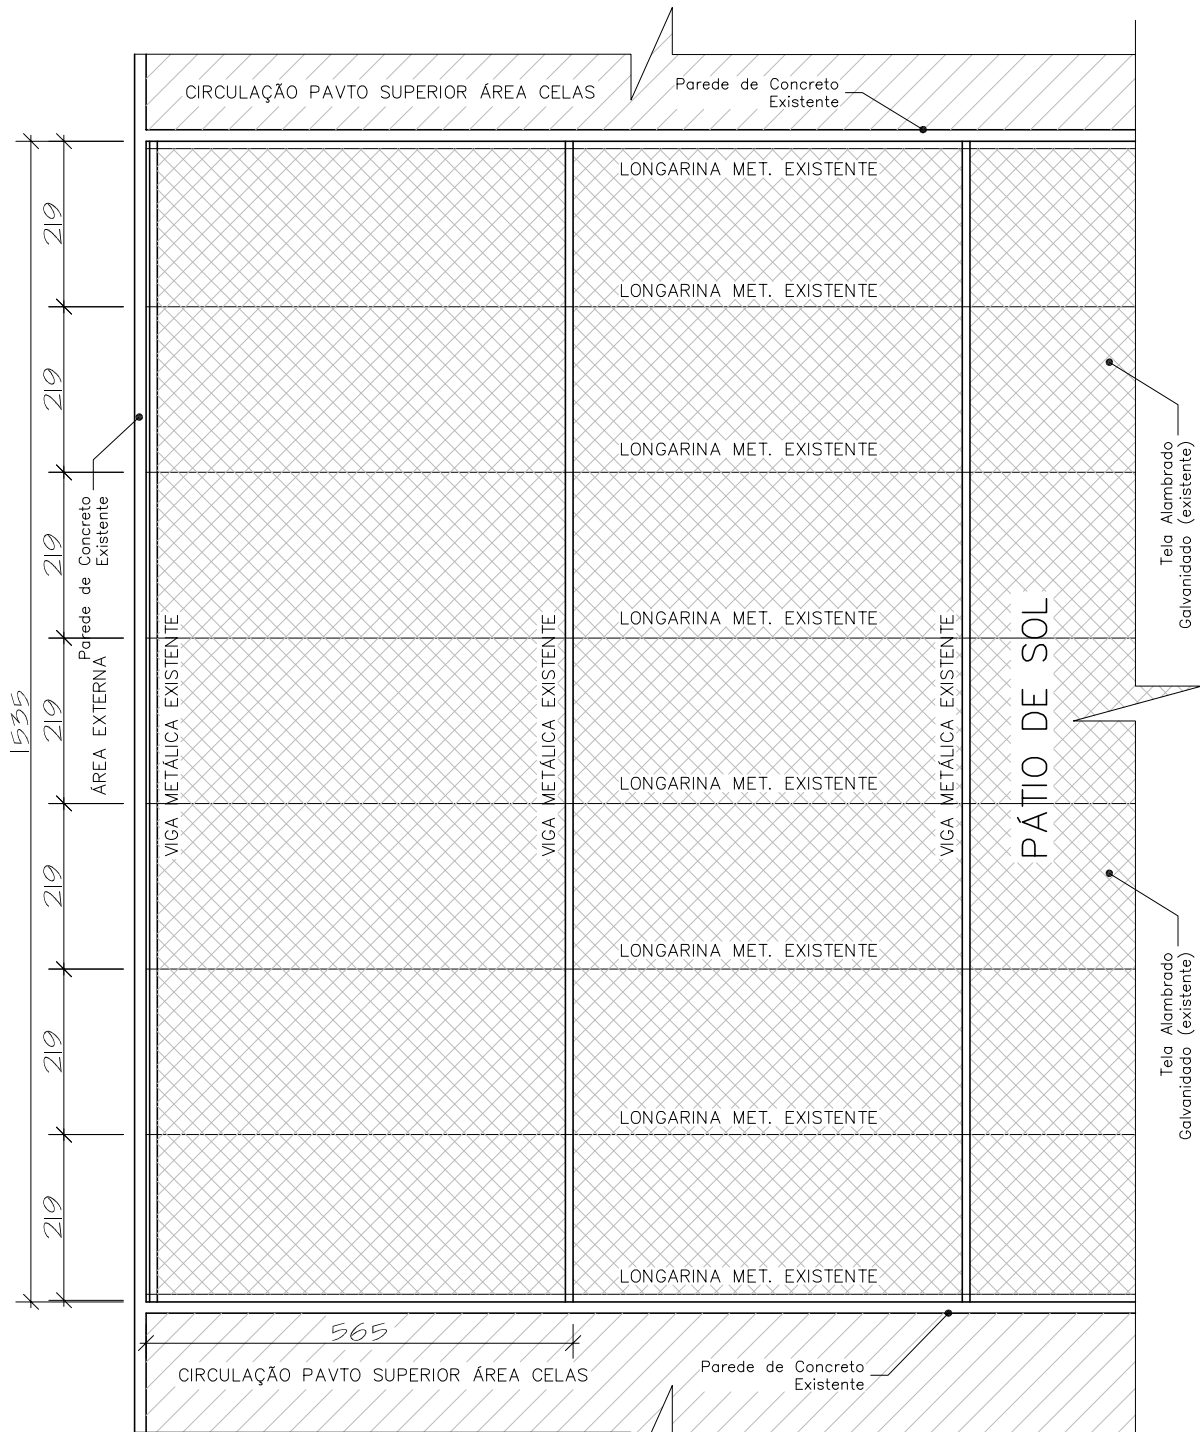 CIRCULAÇÃO PAVTO SUPERIOR ÁREA CELAS
Parede de Concreto
Existente
LONGARINA MET. EXISTENTE
LONGARINA MET. EXISTENTE
LONGARINA MET. EXISTENTE
LONGARINA MET. EXISTENTE
LONGARINA MET. EXISTENTE
LONGARINA MET. EXISTENTE
LONGARINA MET. EXISTENTE
LONGARINA MET. EXISTENTE
219
219
219
219
219
219
219
1535
Parede de Concreto
Existente
ÁREA EXTERNA
VIGA METÁLICA EXISTENTE
VIGA METÁLICA EXISTENTE
VIGA METÁLICA EXISTENTE
PÁTIO DE SOL
Tela Alambrado
Galvanidado (existente)
Tela Alambrado
Galvanidado (existente)
565
CIRCULAÇÃO PAVTO SUPERIOR ÁREA CELAS
Parede de Concreto
Existente